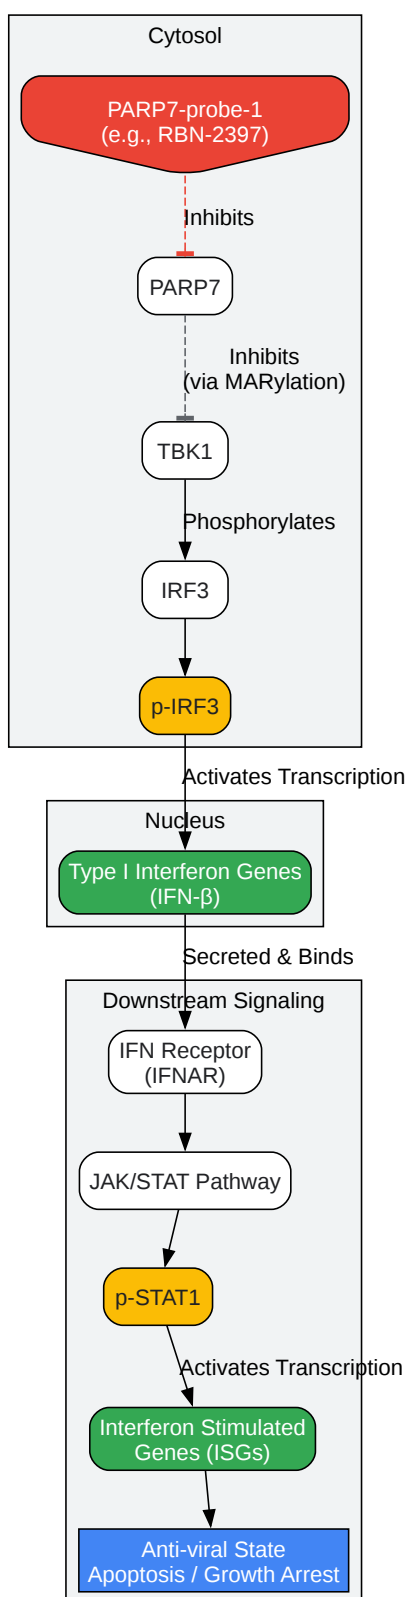 Cytosol
PARP7-probe-1
(e.g., RBN-2397)
Inhibits
PARP7
Inhibits
(via MARylation)
TBK1
Phosphorylates
IRF3
p-IRF3
Activates Transcription
Nucleus
Type I Interferon Genes
(IFN-β)
Secreted & Binds
Downstream Signaling
IFN Receptor
(IFNAR)
JAK/STAT Pathway
p-STAT1
Activates Transcription
Interferon Stimulated
Genes (ISGs)
Anti-viral State
Apoptosis / Growth Arrest